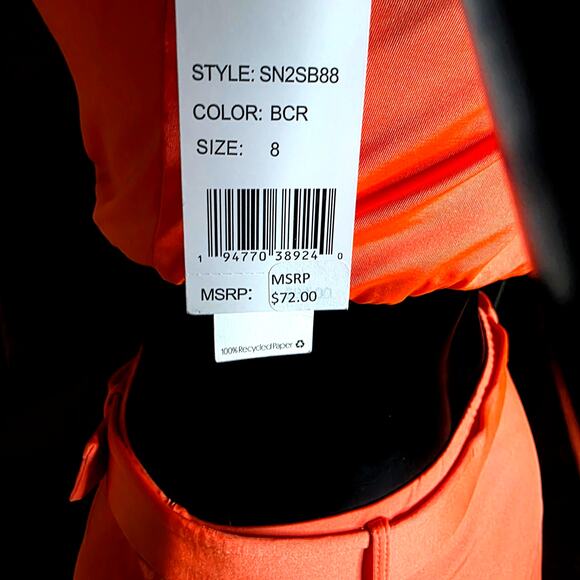 STYLE: SN2SB88
COLOR: BCR
SIZE: 8
1 94770 38924 0
MSRP: MSRP
$72.00
100% Recycled Paper